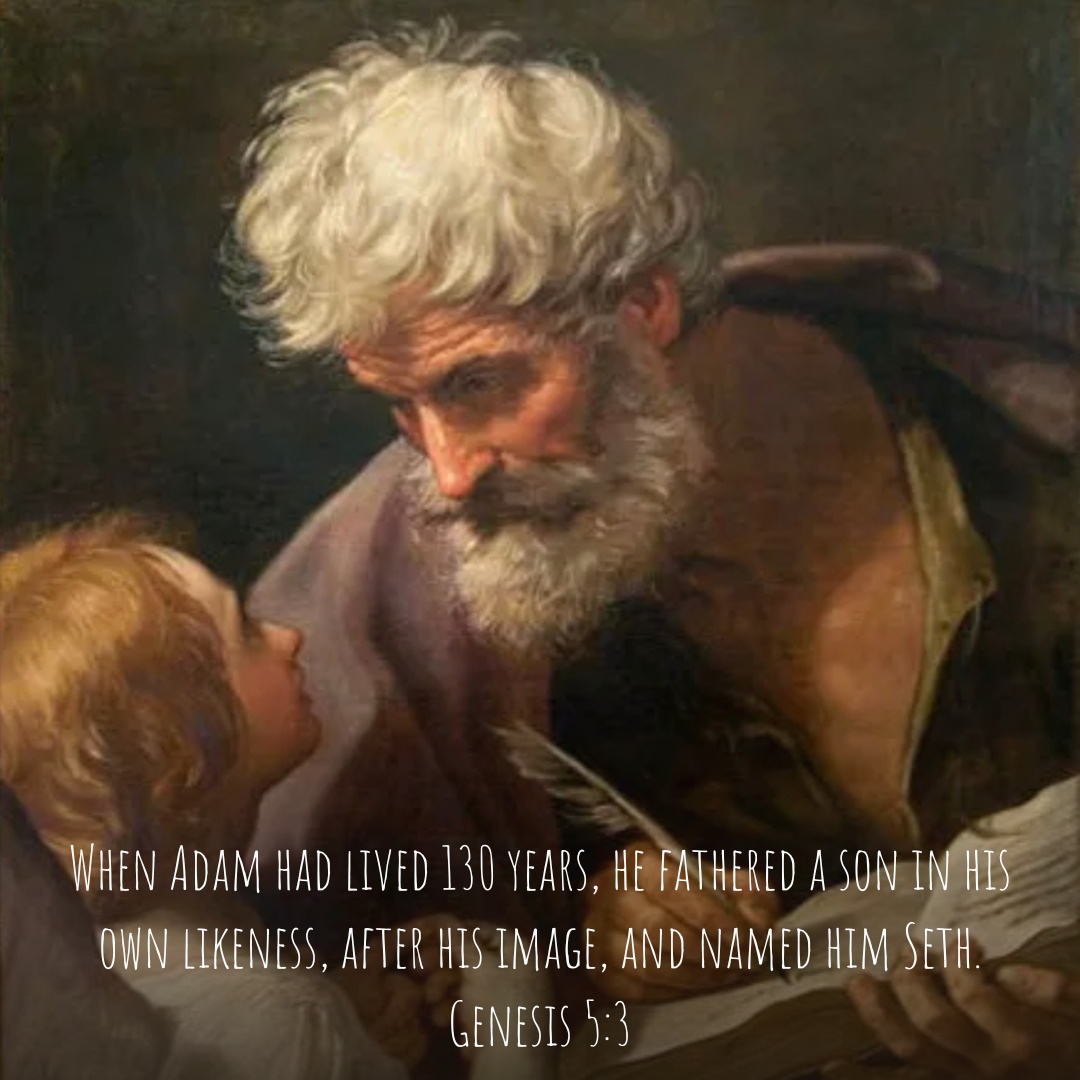 When Adam had lived 130 years, he fathered a son in his
own likeness, after his image, and named him Seth.
Genesis 5:3